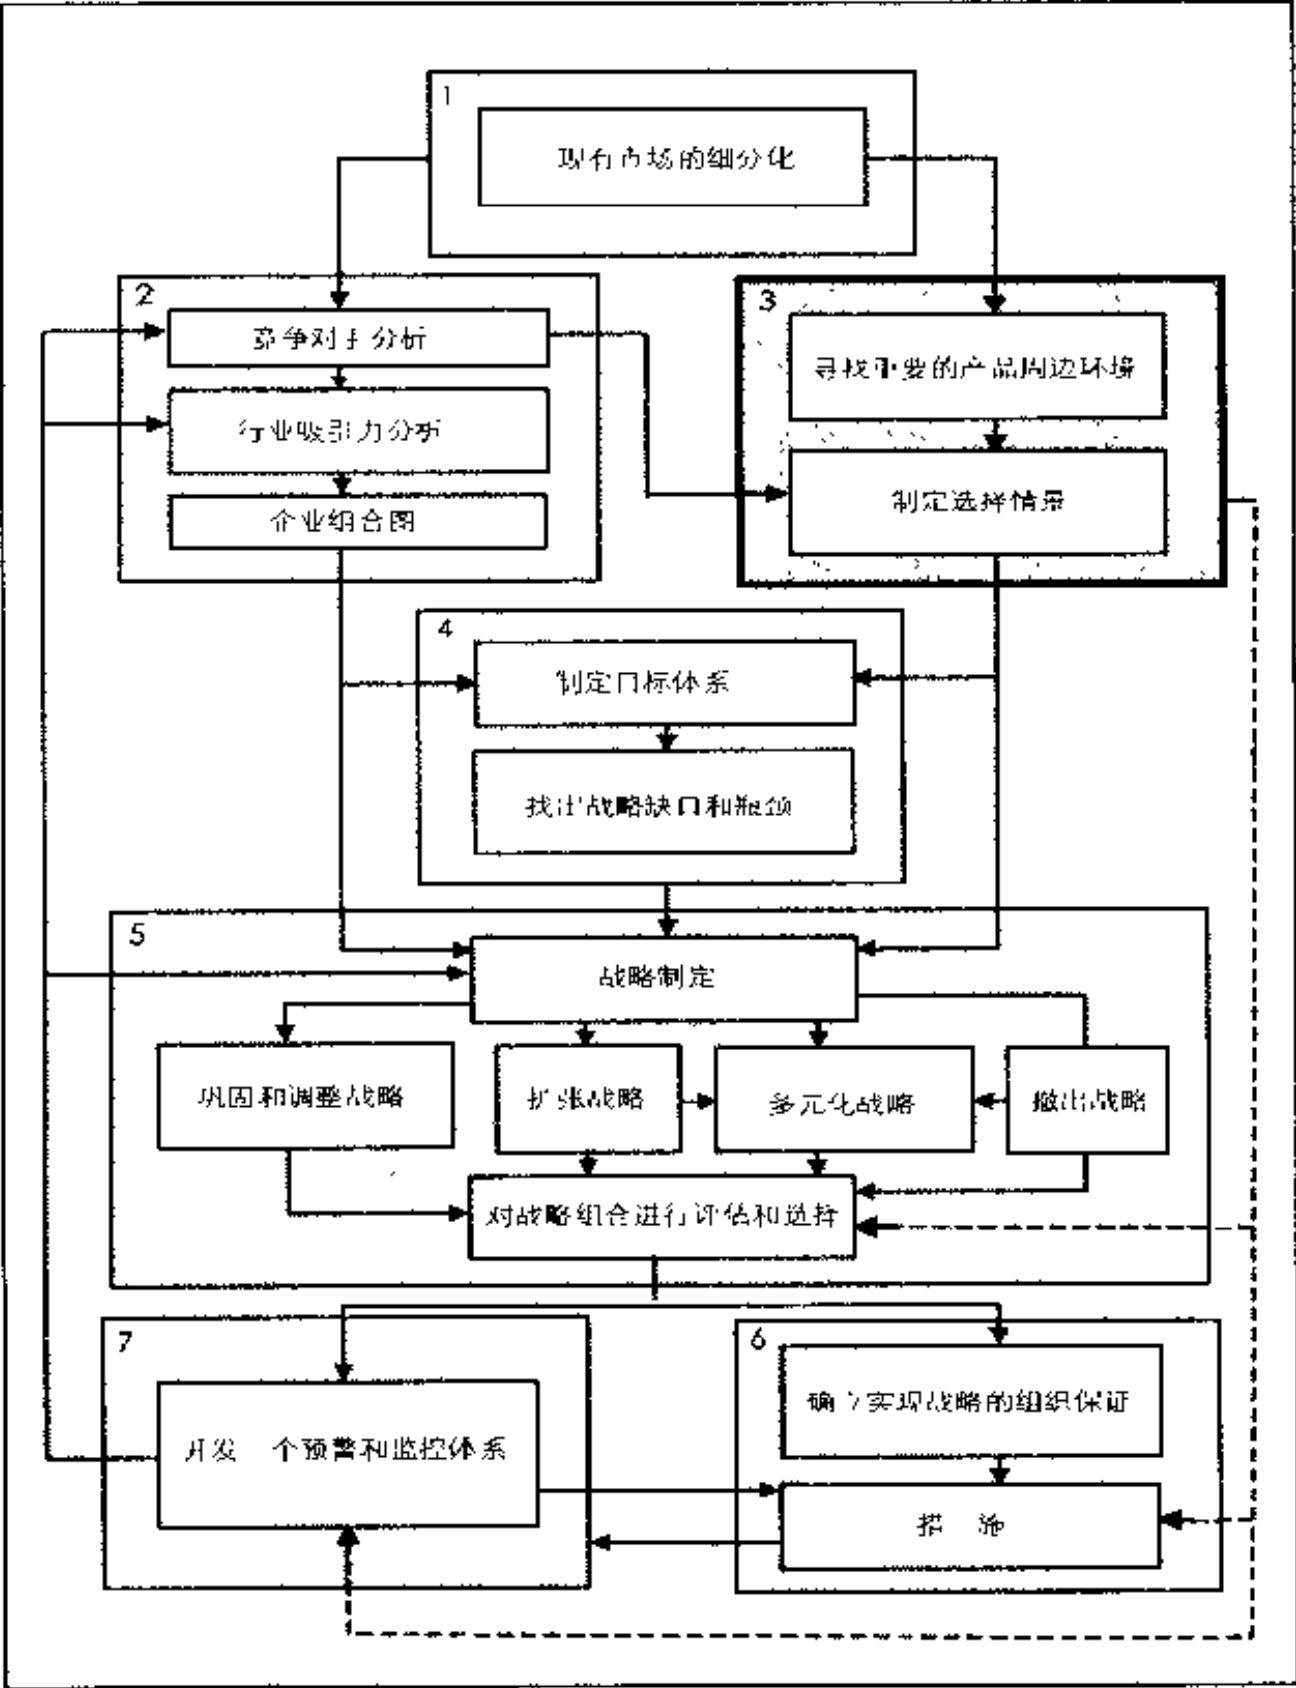 1
现有市场的细分化
2
竞争对手分析
行业吸引力分析
企业组合图
3
寻找重要的产品周边环境
制定选择情景
4
制定目标体系
找出战略缺口和瓶颈
5
战略制定
巩固和调整战略
扩张战略
多元化战略
撤出战略
对战略组合进行评估和选择
7
开发 个预警和监控体系
6
确立实现战略的组织保证
措 施